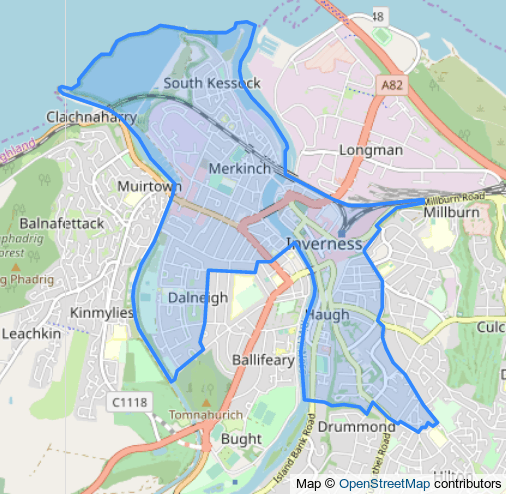 48
South Kessock
A82
Clachnaharry
Longman
Merkinch
Muirtown
Millburn Road
Millburn
Balnafettack
Inverness
Dalneigh
Haugh
Kinmylies
Leachkin
Ballifeary
C1118
Tomnahurich
Drummond
Bught
Island Bank Road
Map © OpenStreetMap contributors